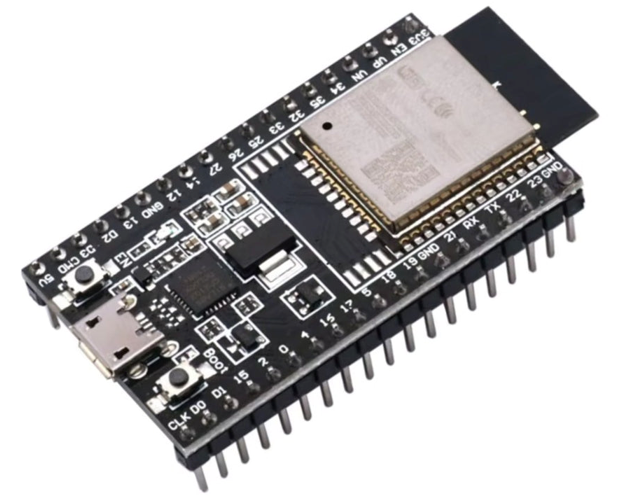 3V3 EN UP UN 34 35 32 33 25 26 27 14 12 GND 13 D2 D3 CMD 5V
EN
BOOT
CLK D0 D1 15 2 0 4 16 17 5 18 19 GND 21 RX TX 22 23 GND